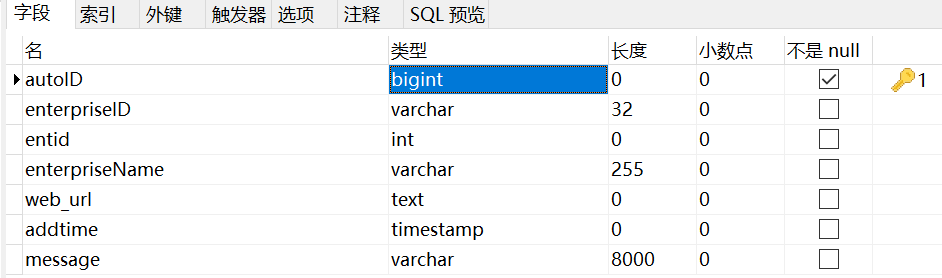 字段 索引 外键 触发器 选项 注释 SQL 预览
名 类型 长度 小数点 不是 null
autoID bigint 0 0 1
enterpriseID varchar 32 0
entid int 0 0
enterpriseName varchar 255 0
web_url text 0 0
addtime timestamp 0 0
message varchar 8000 0